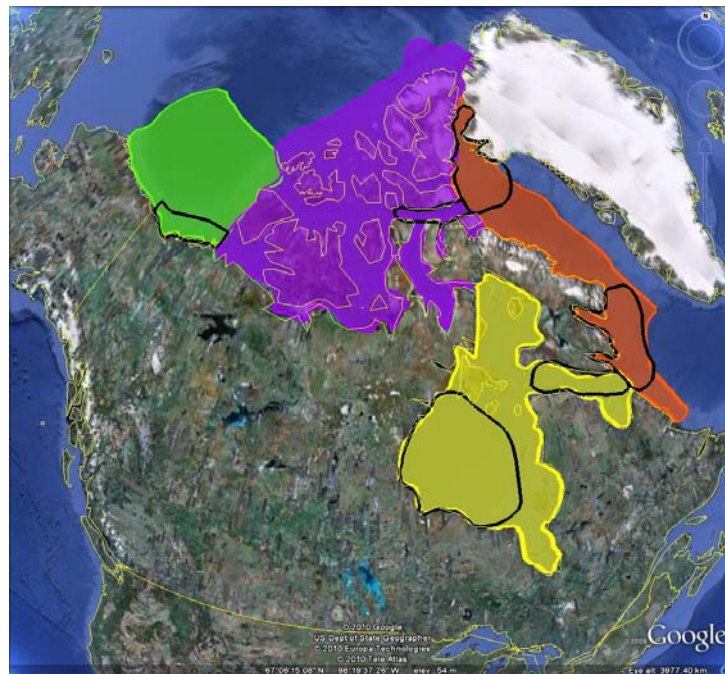 N
© 2010 Google
US Dept of State Geographer
© 2010 Europa Technologies
© 2010 Tele Atlas
© 2009 Google
67°06'15.08" N 98°19'37.26" W elev 54 m Eye alt 3977.40 km